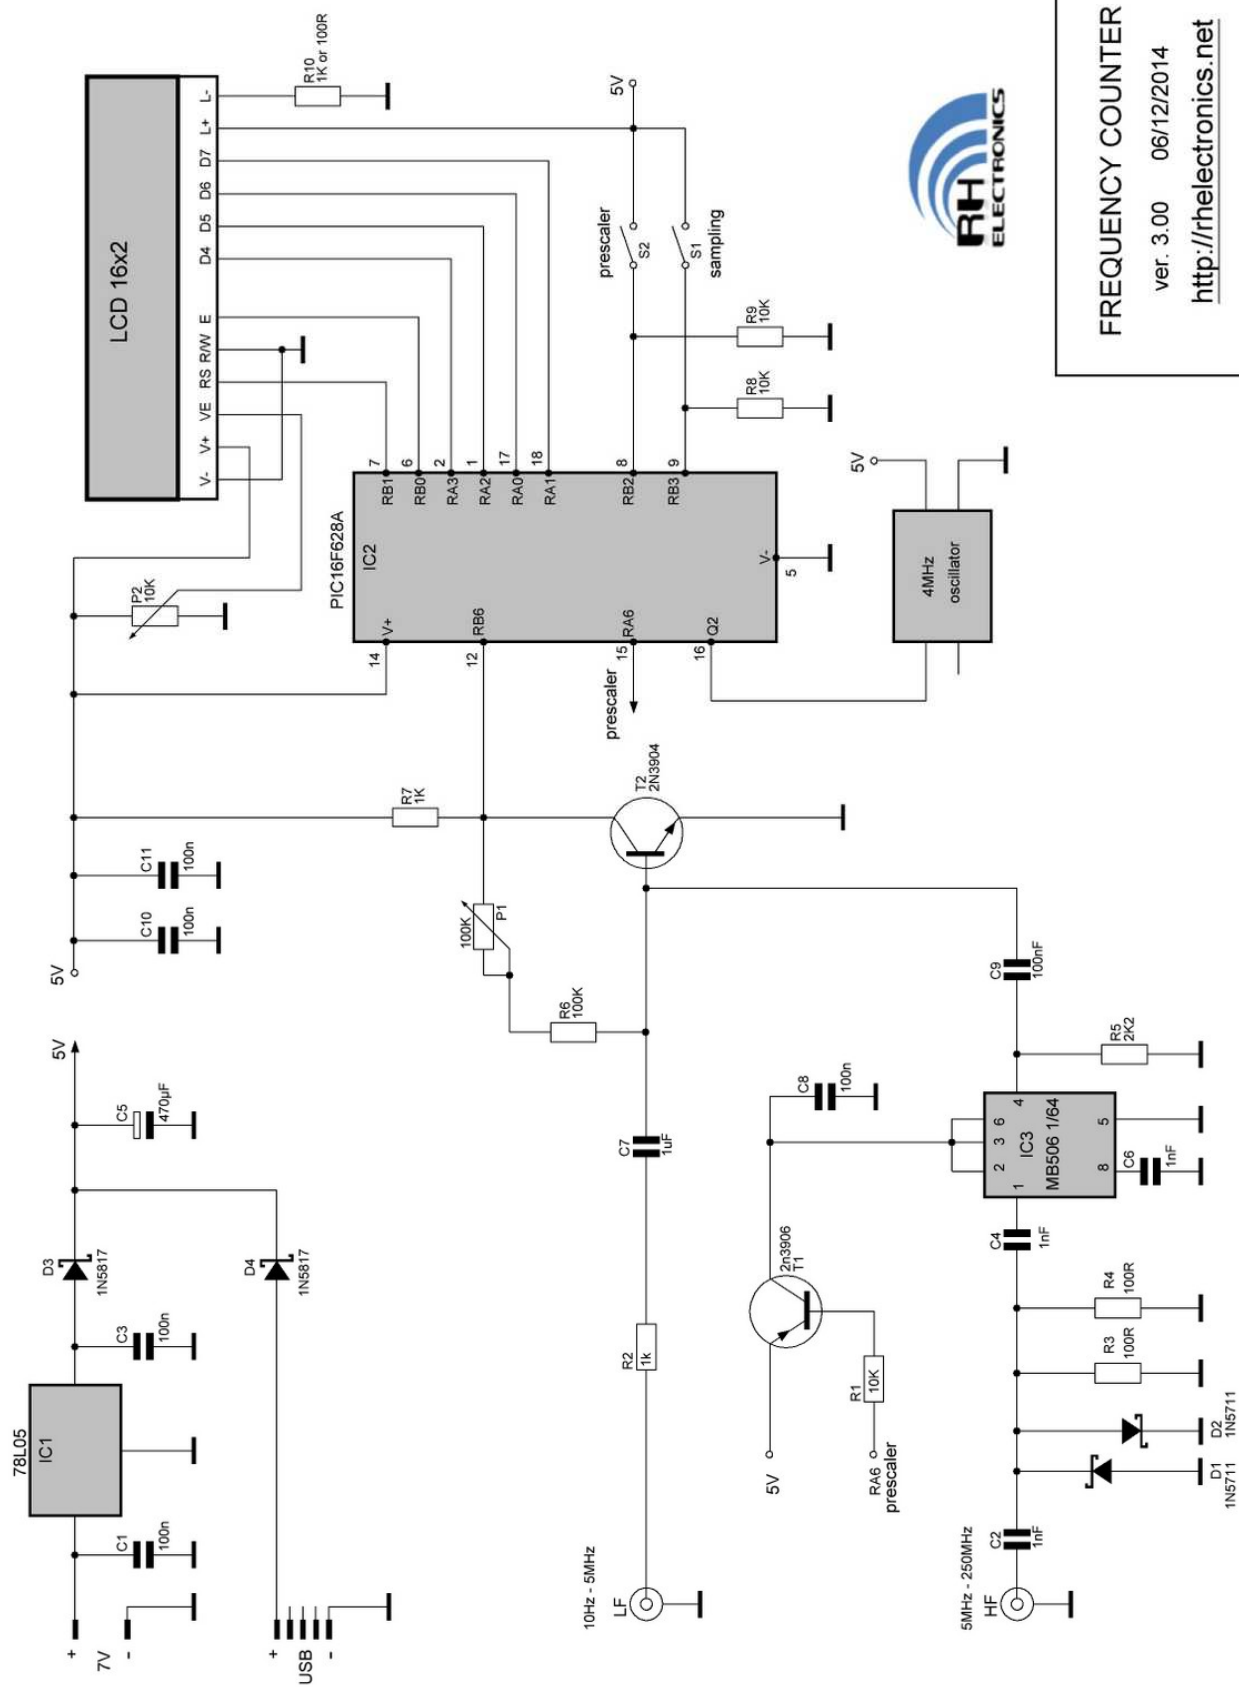 LCD 16x2
V-
V+
VE
RS
R/W
E
D4
D5
D6
D7
L+
L-
R10
1K or 100R
5V
P2
10K
C10
100n
C11
100n
78L05
IC1
+
7V
-
C1
100n
C3
100n
D3
1N5817
C5
470µF
5V
+
USB
-
D4
1N5817
PIC16F628A
IC2
14
V+
12
RB6
prescaler
15
RA6
16
Q2
7
RB1
6
RB0
2
RA3
1
RA2
17
RA0
18
RA1
8
RB2
9
RB3
V-
5
prescaler
S2
S1
sampling
5V
R8
10K
R9
10K
4MHz
oscillator
5V
R7
1K
100K
P1
R6
100K
T2
2N3904
10Hz - 5MHz
LF
R2
1k
C7
1uF
5V
RA6
prescaler
R1
10K
2n3906
T1
C8
100n
5MHz - 250MHz
HF
C2
1nF
D1
1N5711
D2
1N5711
R3
100R
R4
100R
C4
1nF
1
2
3
6
4
IC3
MB506 1/64
8
5
C6
1nF
R5
2K2
C9
100nF
RH
ELECTRONICS
FREQUENCY COUNTER
ver. 3.00 06/12/2014
http://rhelectronics.net